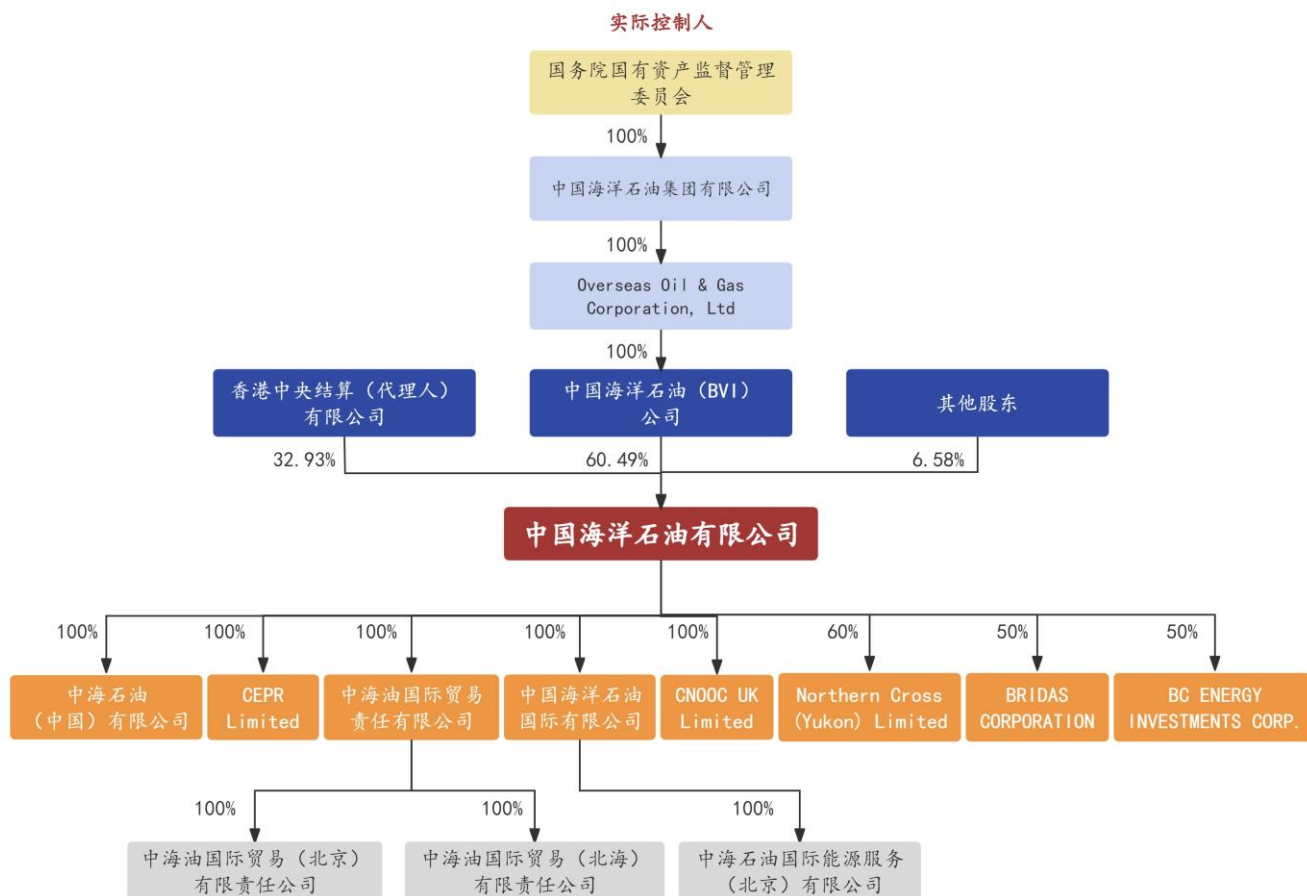 实际控制人
国务院国有资产监督管理
委员会
100%
中国海洋石油集团有限公司
100%
Overseas Oil & Gas
Corporation, Ltd
100%
香港中央结算（代理人）
有限公司
中国海洋石油（BVI）
公司
其他股东
32.93%
60.49%
6.58%
中国海洋石油有限公司
100%
100%
100%
100%
100%
60%
50%
50%
中海石油
（中国）有限公司
CEPR
Limited
中海油国际贸易
责任有限公司
中国海洋石油
国际有限公司
CNOOC UK
Limited
Northern Cross
(Yukon) Limited
BRIDAS
CORPORATION
BC ENERGY
INVESTMENTS CORP.
100%
100%
100%
中海油国际贸易（北京）
有限责任公司
中海油国际贸易（北海）
有限责任公司
中海石油国际能源服务
（北京）有限公司